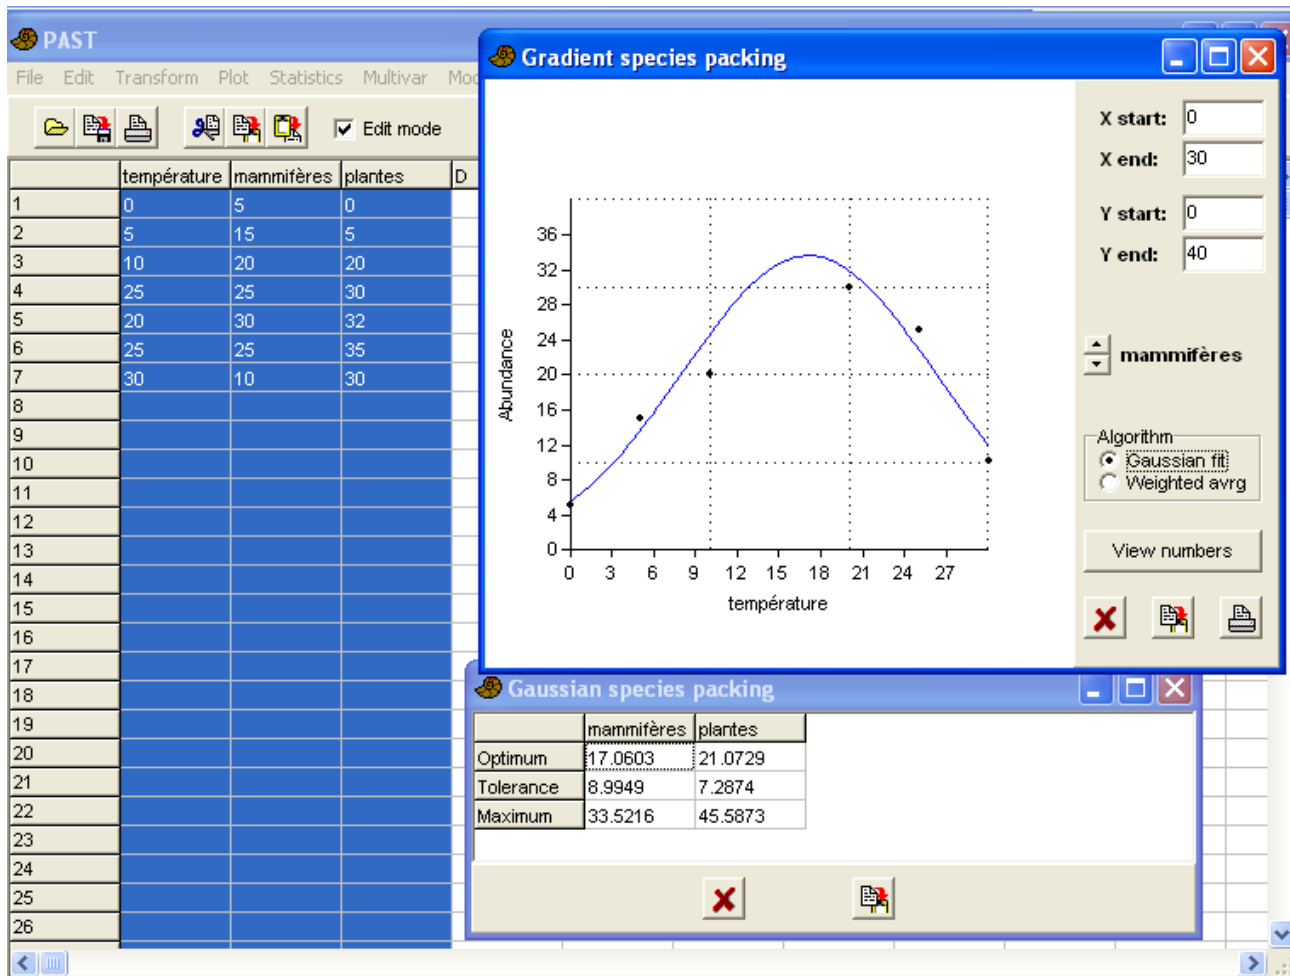 PAST
File Edit Transform Plot Statistics Multivar Mod
Edit mode
température mammifères plantes D
1 0 5 0
2 5 15 5
3 10 20 20
4 25 25 30
5 20 30 32
6 25 25 35
7 30 10 30
8
9
10
11
12
13
14
15
16
17
18
19
20
21
22
23
24
25
26
Gradient species packing
36
32
28
24
20
16
12
8
4
0
Abundance
0 3 6 9 12 15 18 21 24 27
température
X start: 0
X end: 30
Y start: 0
Y end: 40
mammifères
Algorithm
Gaussian fit
Weighted avrg
View numbers
Gaussian species packing
mammifères plantes
Optimum 17.0603 21.0729
Tolerance 8.9949 7.2874
Maximum 33.5216 45.5873